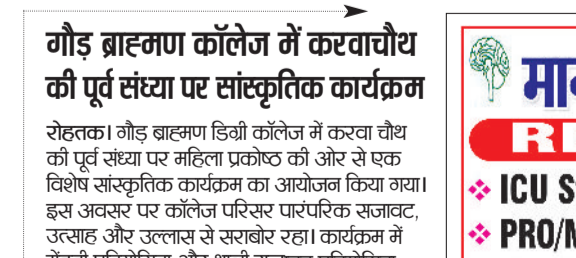 गौड़ ब्राह्मण कॉलेज में करवाचौथ
की पूर्व संध्या पर सांस्कृतिक कार्यक्रम
रोहतक। गौड़ ब्राह्मण डिग्री कॉलेज में करवा चौथ
की पूर्व संध्या पर महिला प्रकोष्ठ की ओर से एक
विशेष सांस्कृतिक कार्यक्रम का आयोजन किया गया।
इस अवसर पर कॉलेज परिसर पारंपरिक सजावट,
उत्साह और उल्लास से सराबोर रहा। कार्यक्रम में
ICU
PRO/